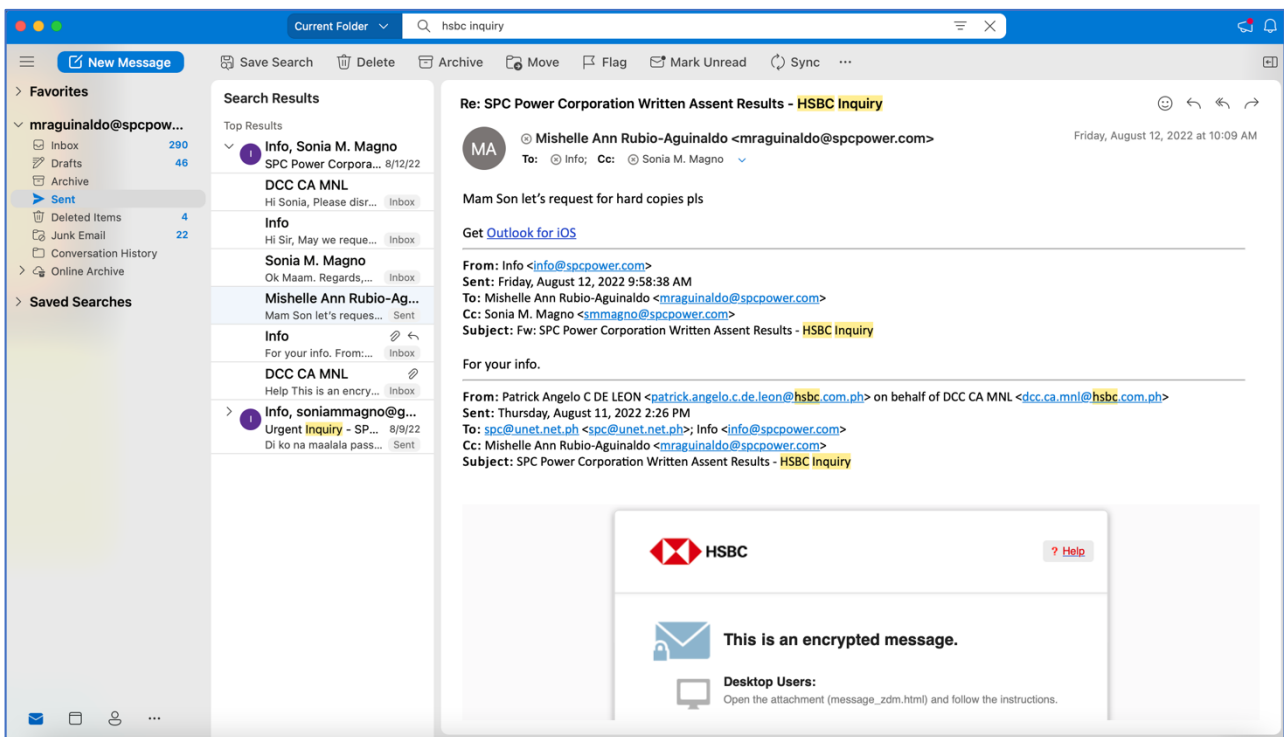 Current Folder
hsbc inquiry
New Message
Save Search Delete Archive Move Flag Mark Unread Sync ...
Favorites
mraguinaldo@spcpow...
Inbox 290
Drafts 46
Archive
Sent
Deleted Items 4
Junk Email 22
Conversation History
Online Archive
Saved Searches
Search Results
Top Results
I
Info, Sonia M. Magno
SPC Power Corpora... 8/12/22
DCC CA MNL
Hi Sonia, Please disr... Inbox
Info
Hi Sir, May we reque... Inbox
Sonia M. Magno
Ok Maam. Regards,... Inbox
Mishelle Ann Rubio-Ag...
Mam Son let's reques... Sent
Info
For your info. From:... Inbox
DCC CA MNL
Help This is an encry... Inbox
I
Info, soniammagno@g...
Urgent Inquiry - SP... 8/9/22
Di ko na maalala pass... Sent
Re: SPC Power Corporation Written Assent Results - HSBC Inquiry
MA
Mishelle Ann Rubio-Aguinaldo <mraguinaldo@spcpower.com>
Friday, August 12, 2022 at 10:09 AM
To: Info; Cc: Sonia M. Magno
Mam Son let's request for hard copies pls
Get Outlook for iOS
From: Info <info@spcpower.com>
Sent: Friday, August 12, 2022 9:58:38 AM
To: Mishelle Ann Rubio-Aguinaldo <mraguinaldo@spcpower.com>
Cc: Sonia M. Magno <smmagno@spcpower.com>
Subject: Fw: SPC Power Corporation Written Assent Results - HSBC Inquiry
For your info.
From: Patrick Angelo C DE LEON <patrick.angelo.c.de.leon@hsbc.com.ph> on behalf of DCC CA MNL <dcc.ca.mnl@hsbc.com.ph>
Sent: Thursday, August 11, 2022 2:26 PM
To: spc@unet.net.ph <spc@unet.net.ph>; Info <info@spcpower.com>
Cc: Mishelle Ann Rubio-Aguinaldo <mraguinaldo@spcpower.com>
Subject: SPC Power Corporation Written Assent Results - HSBC Inquiry
HSBC
? Help
This is an encrypted message.
Desktop Users:
Open the attachment (message_zdm.html) and follow the instructions.